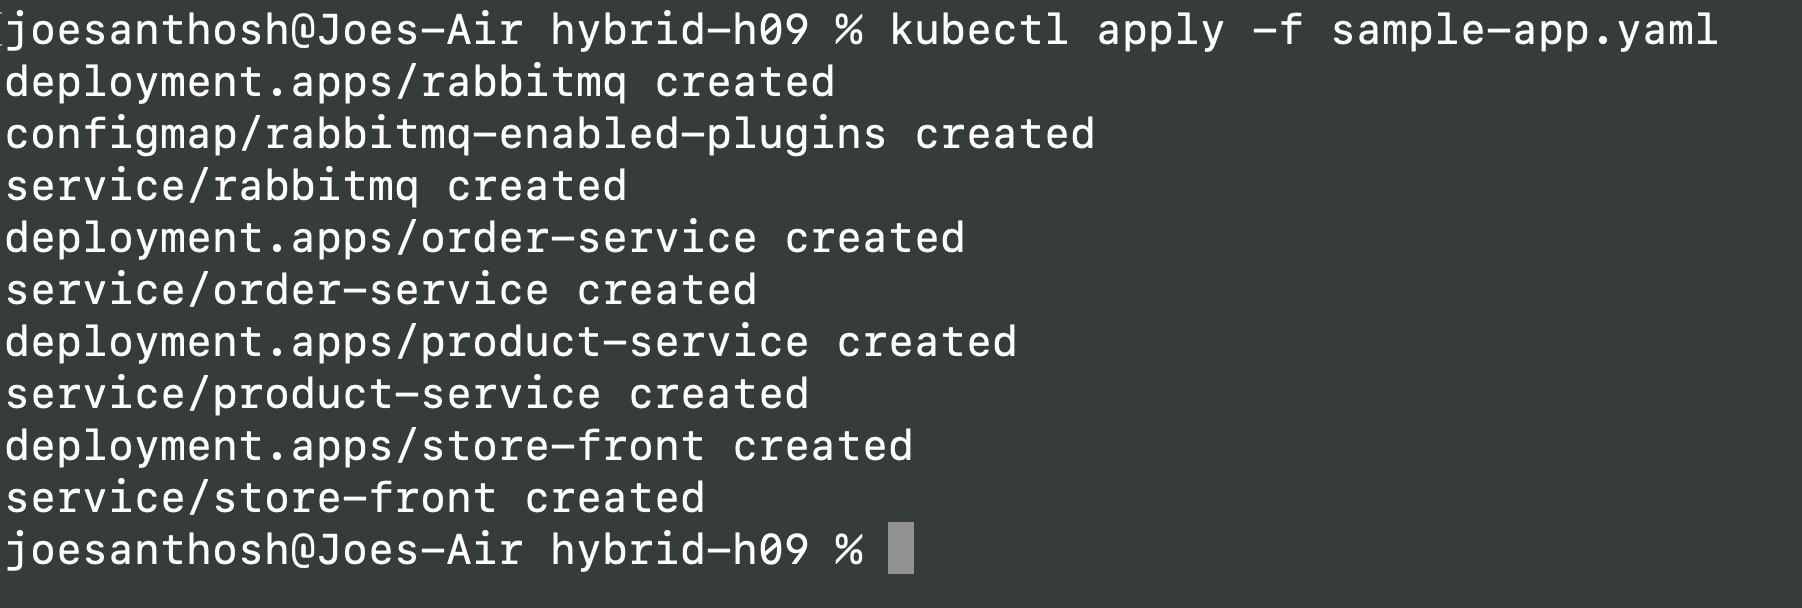 joesanthosh@Joes-Air hybrid-h09 % kubectl apply -f sample-app.yaml
deployment.apps/rabbitmq created
configmap/rabbitmq-enabled-plugins created
service/rabbitmq created
deployment.apps/order-service created
service/order-service created
deployment.apps/product-service created
service/product-service created
deployment.apps/store-front created
service/store-front created
joesanthosh@Joes-Air hybrid-h09 %